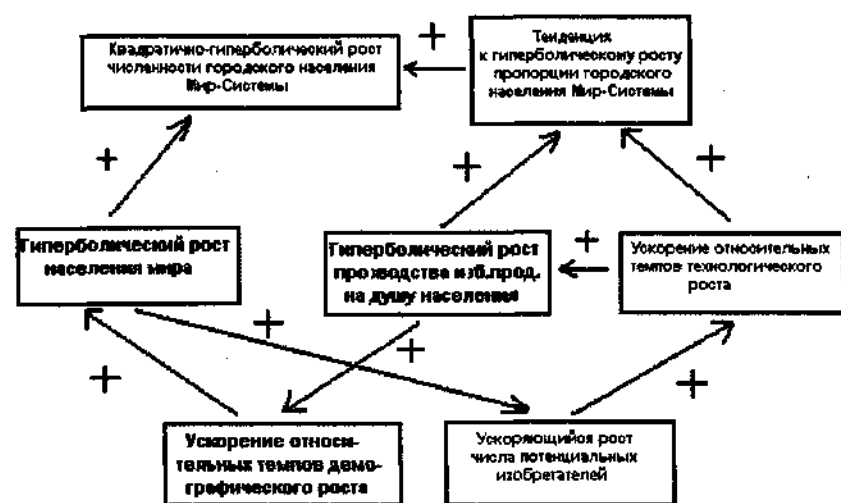 Квадратично-гиперболический рост
численности городского населения
Мир-Системы
+
Тенденция
к гиперболическому росту
пропорции городского
населения Мир-Системы
+
+
+
Гиперболический рост
населения мира
Гиперболический рост
прозводства изб.прод.
на душу населения
+
Ускорение относительных
темпов технологического
роста
+
+
+
+
Ускорение относи-
тельных темпов демо-
графического роста
Ускоряющийся рост
числа потенциальных
изобретателей